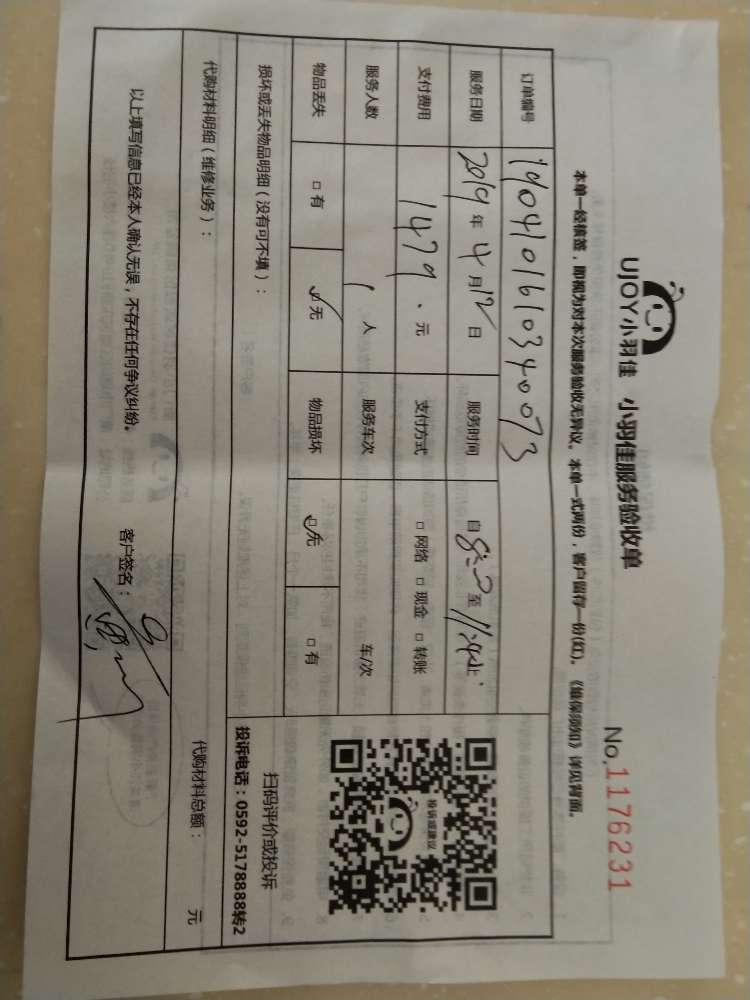 UJOY小羽佳 小羽佳服务验收单 No.1176231
本单一经核签，即视为对本次服务验收无异议。本单一式两份，客户留存一份(红)。《维保须知》详见背面。
订单编号 1904101610340073
服务日期 2019年4月12日 服务时间 自 至
支付费用 1479.元 支付方式 □网络 □现金 □转账
服务人数 1人 服务车次 车/次
物品丢失 □有 □无 物品损坏 □无 □有
损坏或丢失物品明细（没有可不填）：
投诉或建议
扫码评价或投诉
投诉电话：0592-5178888转2
代购材料明细（维修业务）： 代购材料总额： 元
以上填写信息已经本人确认无误，不存在任何争议纠纷。 客户签名：